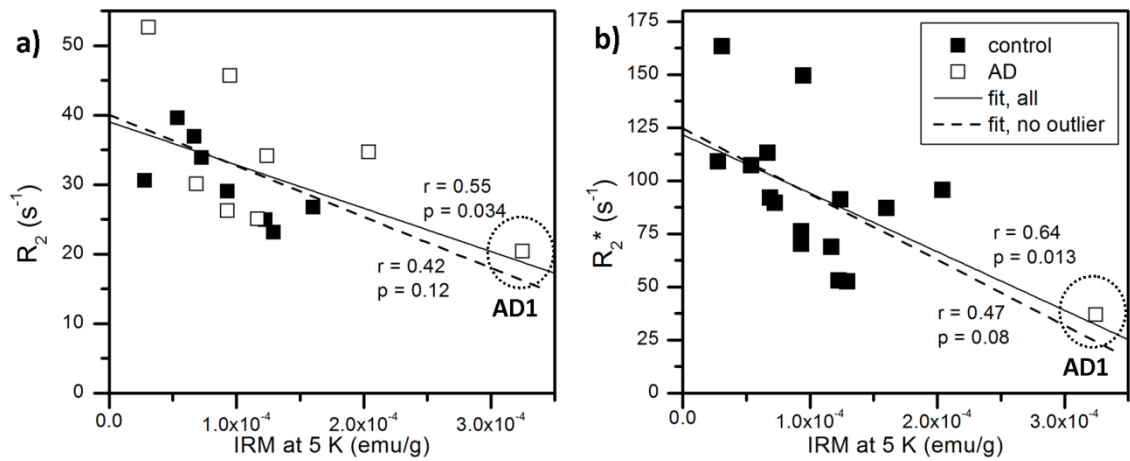 a)
50
40
30
20
10
0
R₂ (s⁻¹)
r = 0.55
p = 0.034
r = 0.42
p = 0.12
AD1
0.0
1.0x10⁻⁴
2.0x10⁻⁴
3.0x10⁻⁴
IRM at 5 K (emu/g)
b)
175
150
125
100
75
50
25
0
R₂* (s⁻¹)
control
AD
fit, all
fit, no outlier
r = 0.64
p = 0.013
r = 0.47
p = 0.08
AD1
0.0
1.0x10⁻⁴
2.0x10⁻⁴
3.0x10⁻⁴
IRM at 5 K (emu/g)